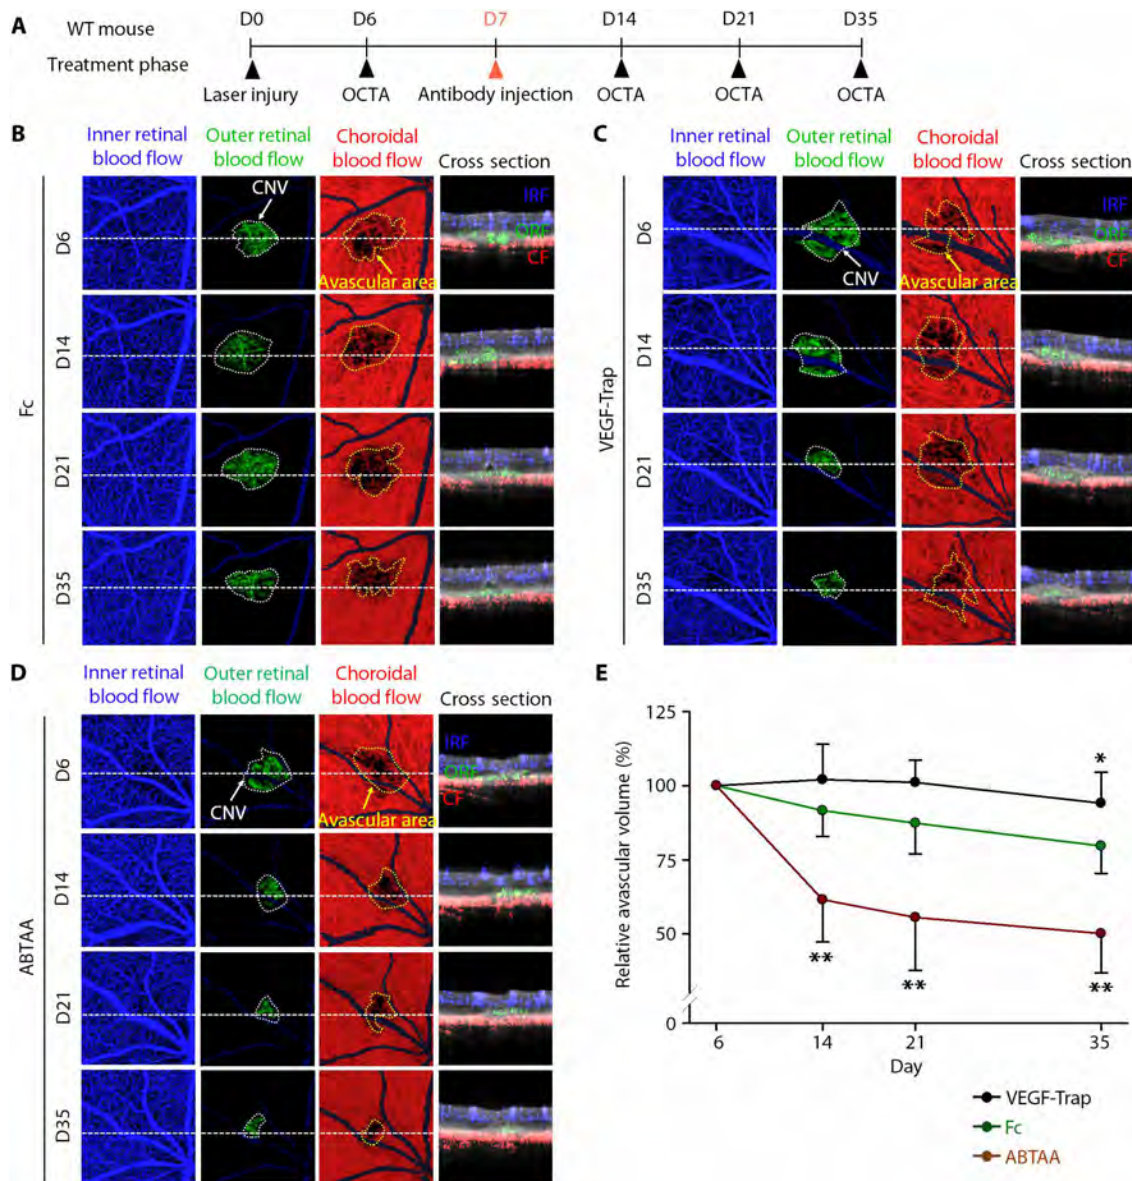 A
WT mouse
D0
D6
D7
D14
D21
D35
Treatment phase
Laser injury
OCTA
Antibody injection
OCTA
OCTA
OCTA
B
Inner retinal
blood flow
Outer retinal
blood flow
Choroidal
blood flow
Cross section
Fc
D6
CNV
Avascular area
IRF
ORF
CF
D14
D21
D35
C
Inner retinal
blood flow
Outer retinal
blood flow
Choroidal
blood flow
Cross section
VEGF-Trap
D6
CNV
Avascular area
IRF
ORF
CF
D14
D21
D35
D
Inner retinal
blood flow
Outer retinal
blood flow
Choroidal
blood flow
Cross section
ABTAA
D6
CNV
Avascular area
IRF
ORF
CF
D14
D21
D35
E
Relative avascular volume (%)
125
100
75
50
0
*
**
**
**
6
14
21
35
Day
VEGF-Trap
Fc
ABTAA